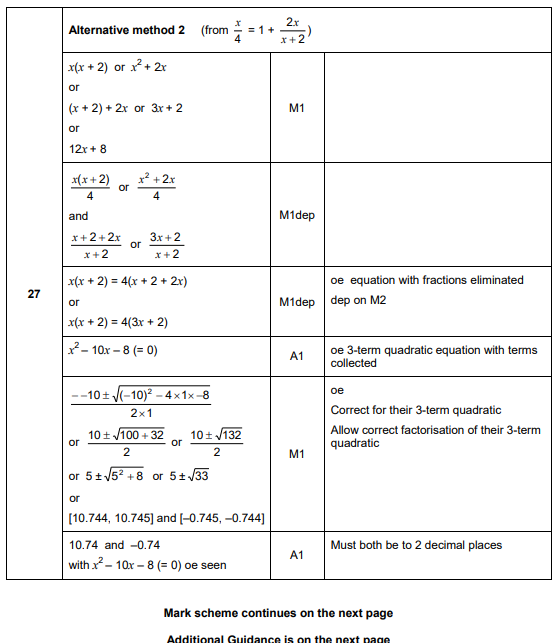 Alternative method 2 (from x/4 = 1 + 2x/(x + 2))
x(x + 2) or x² + 2x
or
(x + 2) + 2x or 3x + 2
or
12x + 8
M1
x(x + 2)/4 or (x² + 2x)/4
and
(x + 2 + 2x)/(x + 2) or (3x + 2)/(x + 2)
M1dep
27
x(x + 2) = 4(x + 2 + 2x)
or
x(x + 2) = 4(3x + 2)
M1dep
oe equation with fractions eliminated
dep on M2
x² – 10x – 8 (= 0)
A1
oe 3-term quadratic equation with terms
collected
(– –10 ± √((–10)² – 4 × 1 × –8))/(2 × 1)
or (10 ± √(100 + 32))/2 or (10 ± √132)/2
or 5 ± √(5² + 8) or 5 ± √33
or
[10.744, 10.745] and [–0.745, –0.744]
M1
oe
Correct for their 3-term quadratic
Allow correct factorisation of their 3-term
quadratic
10.74 and –0.74
with x² – 10x – 8 (= 0) oe seen
A1
Must both be to 2 decimal places
Mark scheme continues on the next page
Additional Guidance is on the next page